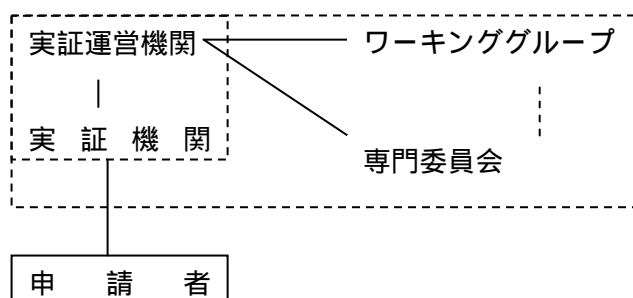 実証運営機関
ワーキンググループ
実証機関
専門委員会
申請者